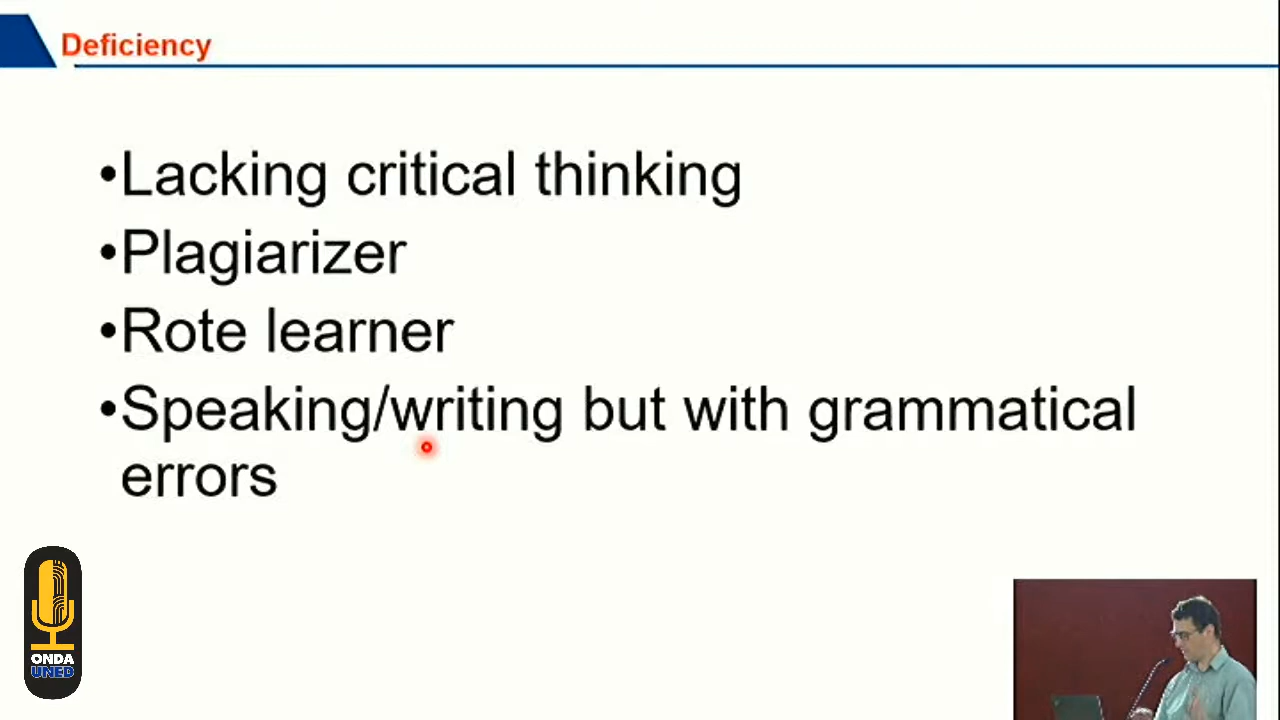 Deficiency
•Lacking critical thinking
•Plagiarizer
•Rote learner
•Speaking/writing but with grammatical
errors
ONDA
UNED